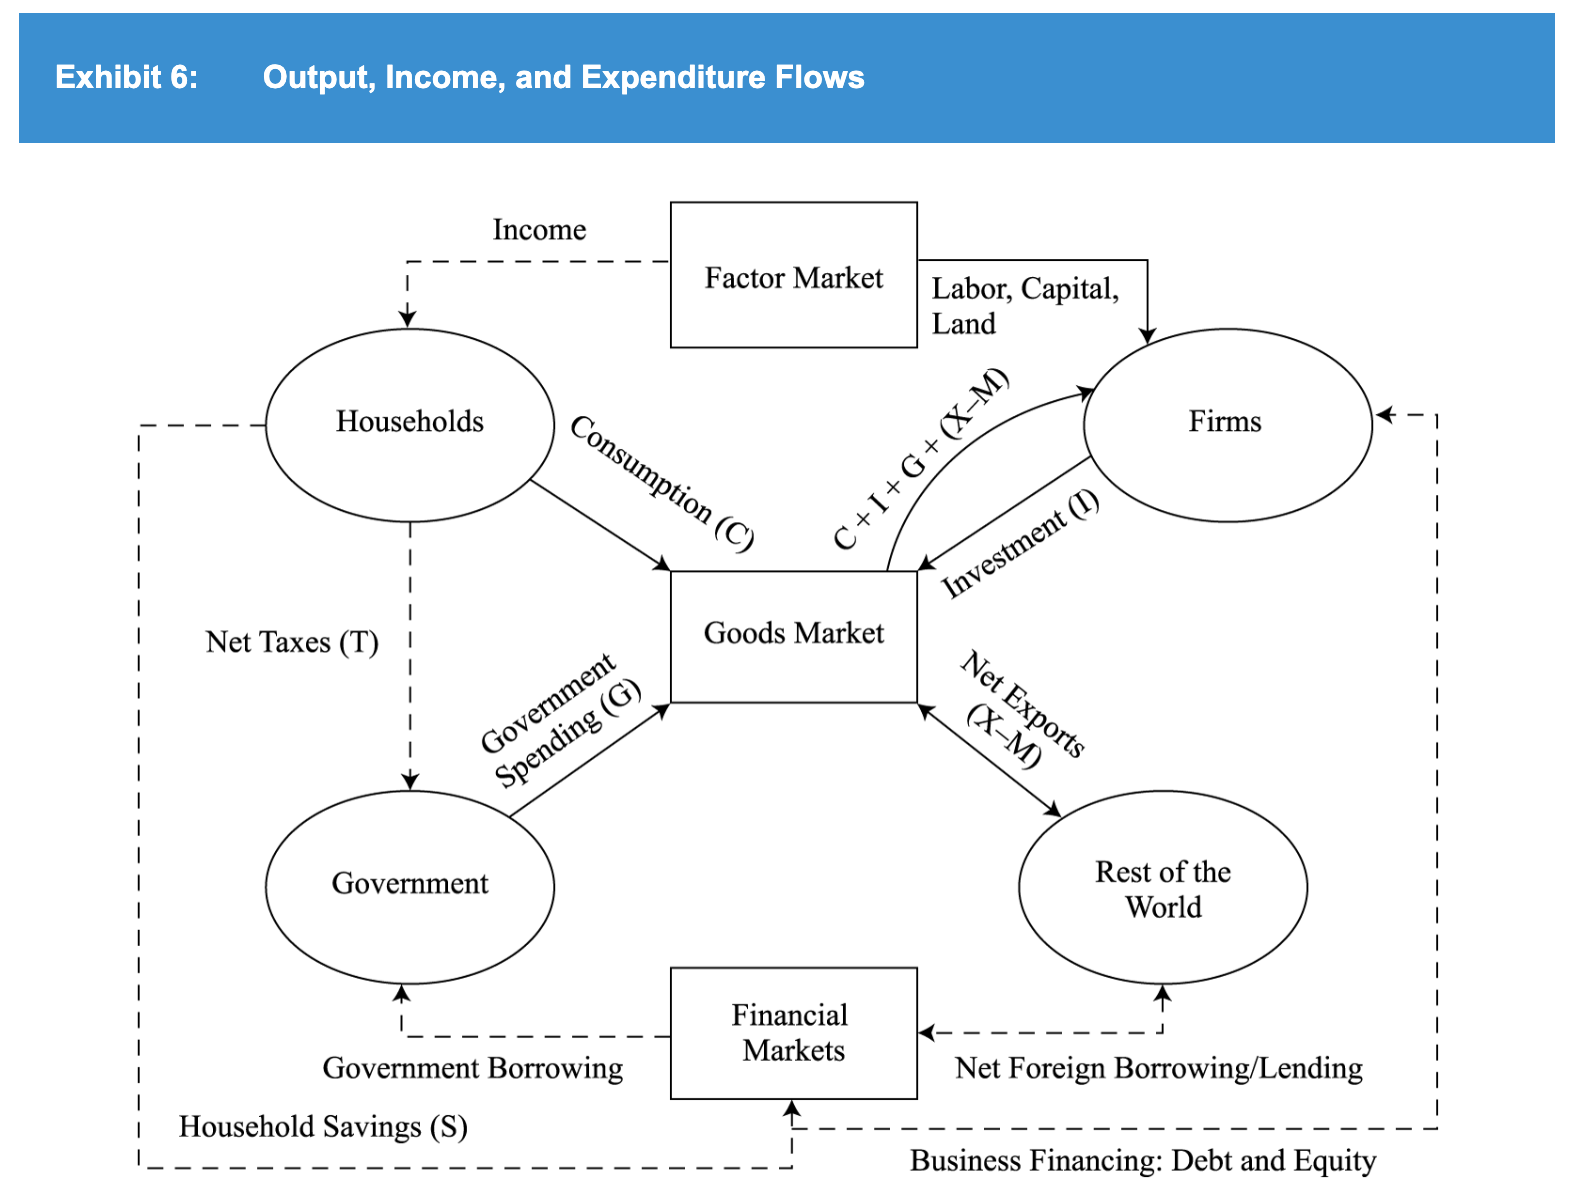 Exhibit 6: Output, Income, and Expenditure Flows
Income
Factor Market
Labor, Capital,
Land
Households
Consumption (C)
C + I + G + (X–M)
Firms
Investment (I)
Goods Market
Net Taxes (T)
Government
Spending (G)
Net Exports
(X–M)
Government
Rest of the
World
Financial
Markets
Government Borrowing
Net Foreign Borrowing/Lending
Household Savings (S)
Business Financing: Debt and Equity